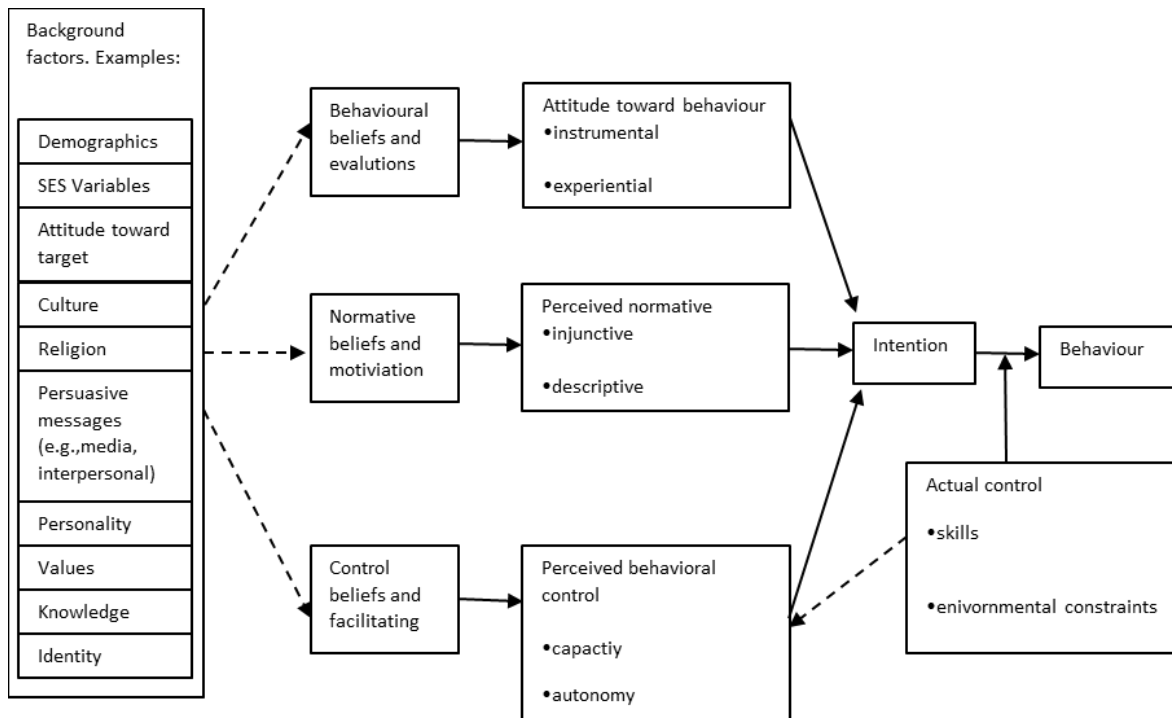 Background
factors. Examples:
Demographics
SES Variables
Attitude toward
target
Culture
Religion
Persuasive
messages
(e.g.,media,
interpersonal)
Personality
Values
Knowledge
Identity
Behavioural
beliefs and
evalutions
Normative
beliefs and
motiviation
Control
beliefs and
facilitating
Attitude toward behaviour
•instrumental
•experiential
Perceived normative
•injunctive
•descriptive
Perceived behavioral
control
•capactiy
•autonomy
Intention
Behaviour
Actual control
•skills
•enivornmental constraints